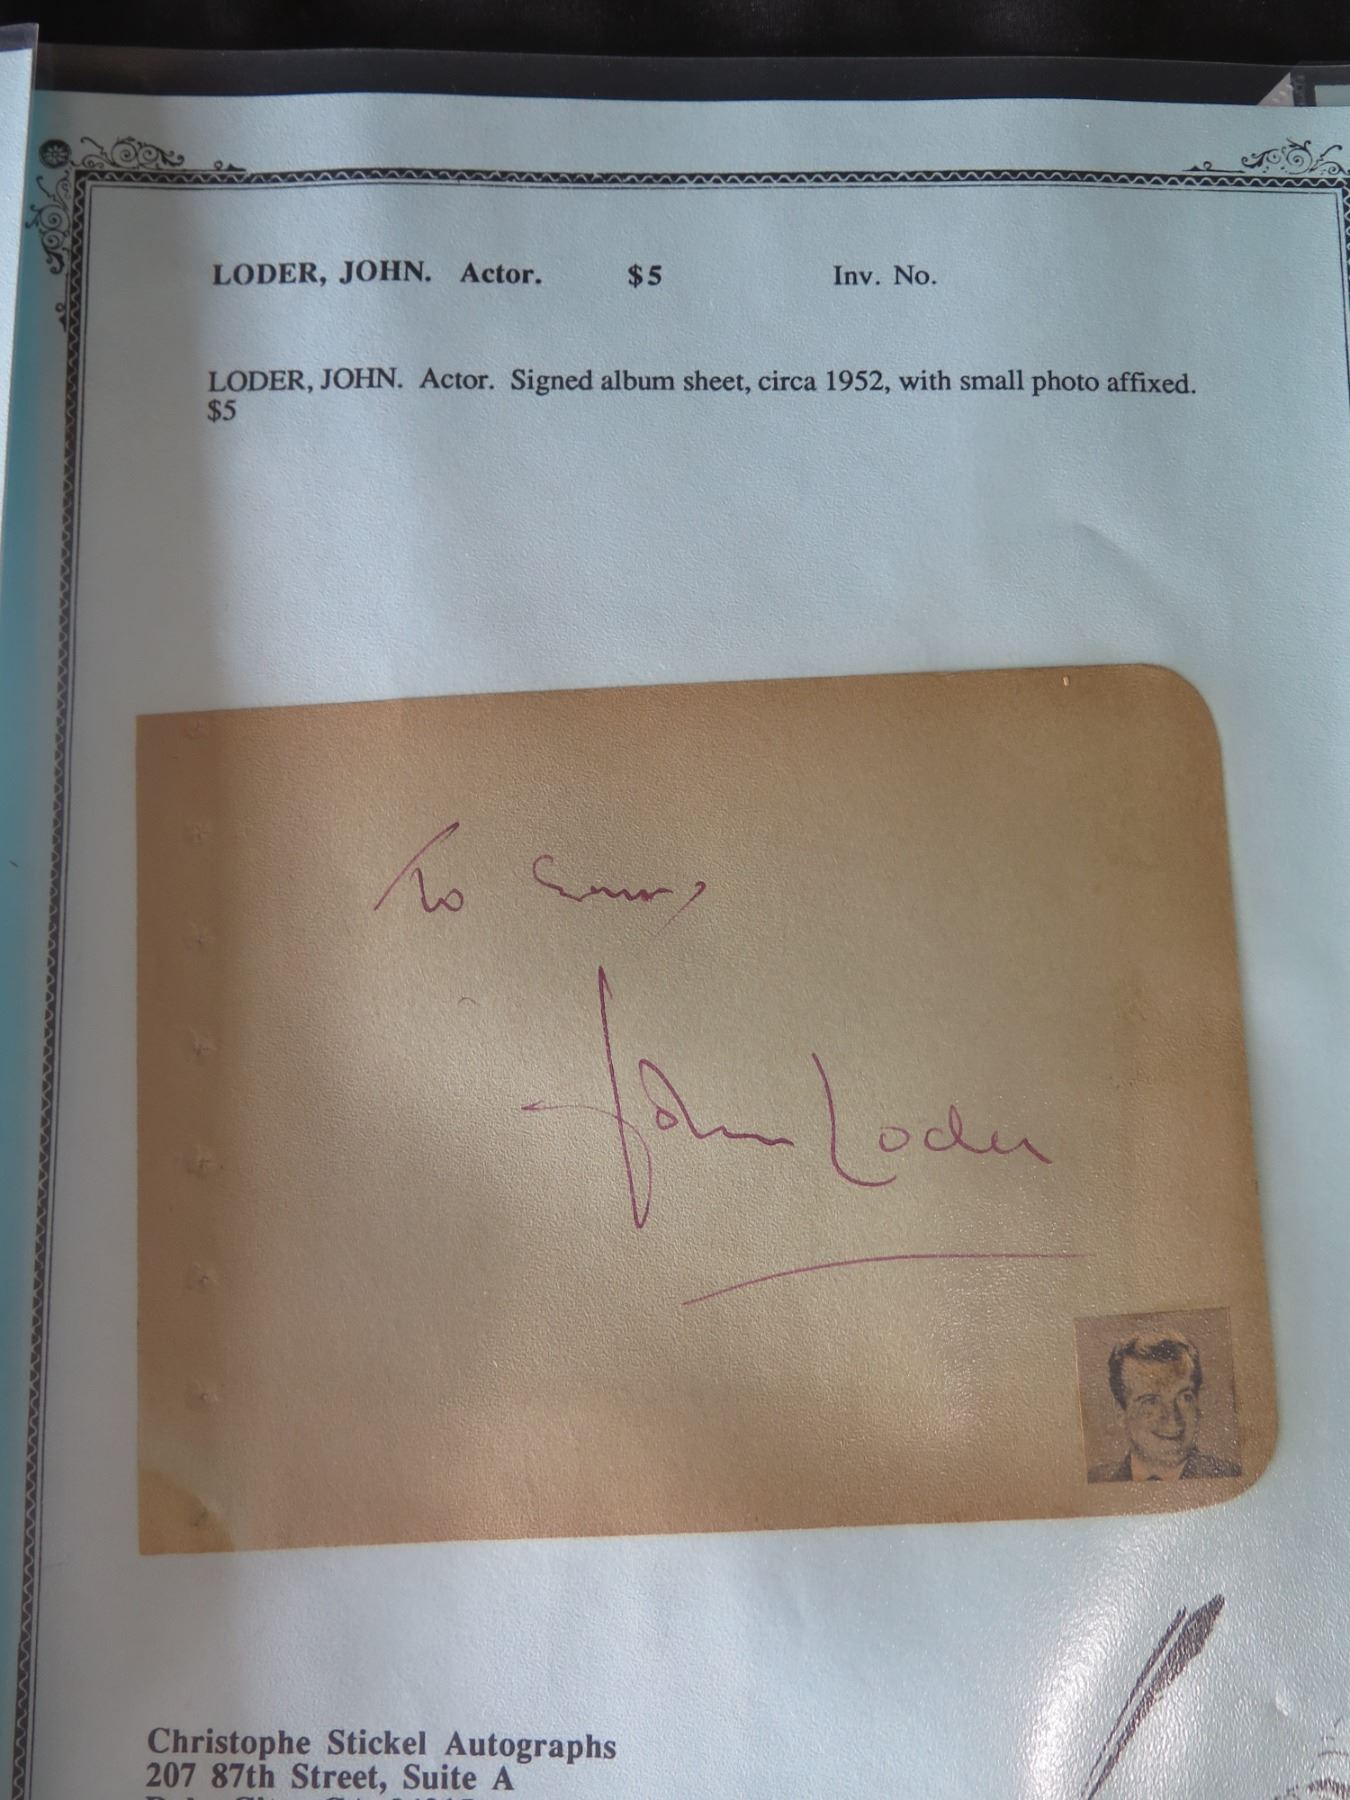 LODER, JOHN. Actor. $5 Inv. No.
LODER, JOHN. Actor. Signed album sheet, circa 1952, with small photo affixed.
$5
To
John Loder
Christophe Stickel Autographs
207 87th Street, Suite A